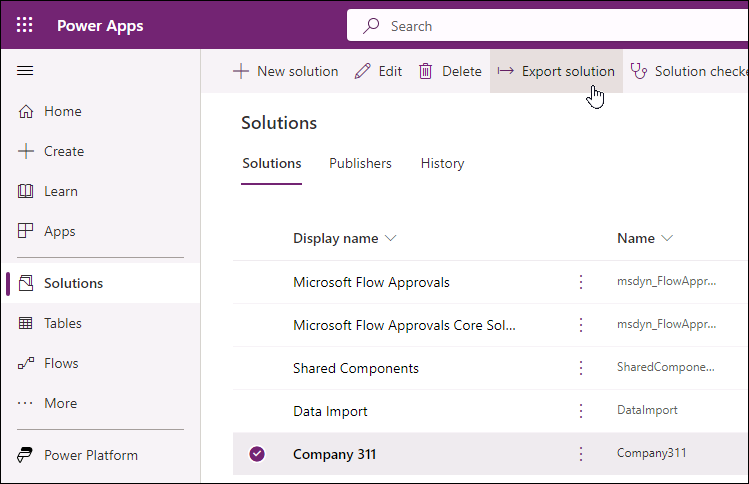 Power Apps
Search
New solution Edit Delete Export solution Solution checke
Home
Create
Learn
Apps
Solutions
Tables
Flows
More
Power Platform
Solutions
Solutions Publishers History
Display name Name
Microsoft Flow Approvals msdyn_FlowAppr...
Microsoft Flow Approvals Core Sol... msdyn_FlowAppr...
Shared Components SharedCompone...
Data Import DataImport
Company 311 Company311